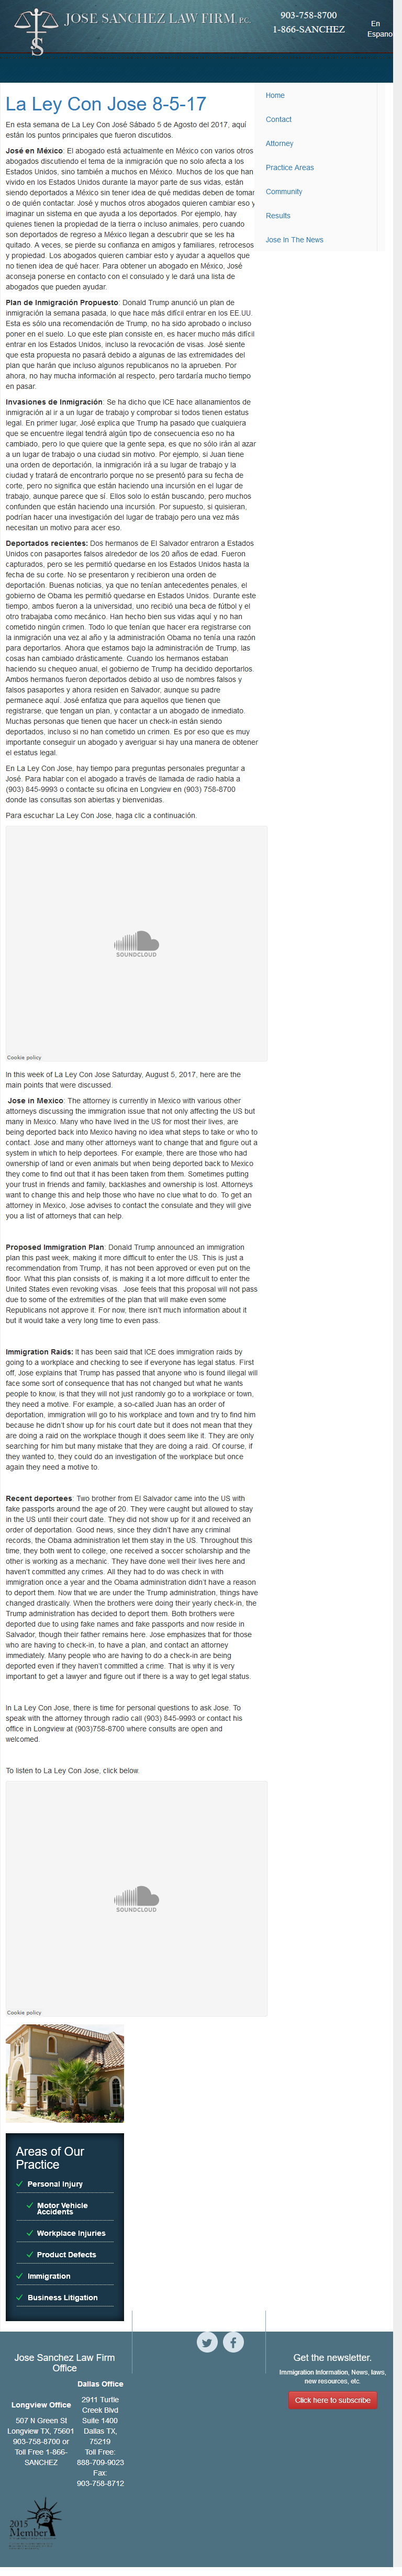 JOSE SANCHEZ LAW FIRM, P.C.
903-758-8700
1-866-SANCHEZ
En
Espano
Home
Contact
Attorney
Practice Areas
Community
Results
Jose In The News
La Ley Con Jose 8-5-17
En esta semana de La Ley Con José Sábado 5 de Agosto del 2017, aquí
están los puntos principales que fueron discutidos.
José en México: El abogado está actualmente en México con varios otros
abogados discutiendo el tema de la inmigración que no solo afecta a los
Estados Unidos, sino también a muchos en México. Muchos de los que han
vivido en los Estados Unidos durante la mayor parte de sus vidas, están
siendo deportados a México sin tener idea de qué medidas deben de tomar
o de quién contactar. José y muchos otros abogados quieren cambiar eso y
imaginar un sistema en que ayuda a los deportados. Por ejemplo, hay
quienes tienen la propiedad de la tierra o incluso animales, pero cuando
son deportados de regreso a México llegan a descubrir que se les ha
quitado. A veces, se pierde su confianza en amigos y familiares, retrocesos
y propiedad. Los abogados quieren cambiar esto y ayudar a aquellos que
no tienen idea de qué hacer. Para obtener un abogado en México, José
aconseja ponerse en contacto con el consulado y le dará una lista de
abogados que pueden ayudar.
Plan de Inmigración Propuesto: Donald Trump anunció un plan de
inmigración la semana pasada, lo que hace más difícil entrar en los EE.UU.
Esta es sólo una recomendación de Trump, no ha sido aprobado o incluso
poner en el suelo. Lo que este plan consiste en, es hacer mucho más difícil
entrar en los Estados Unidos, incluso la revocación de visas. José siente
que esta propuesta no pasará debido a algunas de las extremidades del
plan que harán que incluso algunos republicanos no la aprueben. Por
ahora, no hay mucha información al respecto, pero tardaría mucho tiempo
en pasar.
Invasiones de Inmigración: Se ha dicho que ICE hace allanamientos de
inmigración al ir a un lugar de trabajo y comprobar si todos tienen estatus
legal. En primer lugar, José explica que Trump ha pasado que cualquiera
que se encuentre ilegal tendrá algún tipo de consecuencia eso no ha
cambiado, pero lo que quiere que la gente sepa, es que no sólo irán al azar
a un lugar de trabajo o una ciudad sin motivo. Por ejemplo, si Juan tiene
una orden de deportación, la inmigración irá a su lugar de trabajo y la
ciudad y tratará de encontrarlo porque no se presentó para su fecha de
corte, pero no significa que están haciendo una incursión en el lugar de
trabajo, aunque parece que sí. Ellos solo lo están buscando, pero muchos
confunden que están haciendo una incursión. Por supuesto, si quisieran,
podrían hacer una investigación del lugar de trabajo pero una vez más
necesitan un motivo para acer eso.
Deportados recientes: Dos hermanos de El Salvador entraron a Estados
Unidos con pasaportes falsos alrededor de los 20 años de edad. Fueron
capturados, pero se les permitió quedarse en los Estados Unidos hasta la
fecha de su corte. No se presentaron y recibieron una orden de
deportación. Buenas noticias, ya que no tenían antecedentes penales, el
gobierno de Obama les permitió quedarse en Estados Unidos. Durante este
tiempo, ambos fueron a la universidad, uno recibió una beca de fútbol y el
otro trabajaba como mecánico. Han hecho bien sus vidas aquí y no han
cometido ningún crimen. Todo lo que tenían que hacer era registrarse con
la inmigración una vez al año y la administración Obama no tenía una razón
para deportarlos. Ahora que estamos bajo la administración de Trump, las
cosas han cambiado drásticamente. Cuando los hermanos estaban
haciendo su chequeo anual, el gobierno de Trump ha decidido deportarlos.
Ambos hermanos fueron deportados debido al uso de nombres falsos y
falsos pasaportes y ahora residen en Salvador, aunque su padre
permanece aquí. José enfatiza que para aquellos que tienen que
registrarse, que tengan un plan, y contactar a un abogado de inmediato.
Muchas personas que tienen que hacer un check-in están siendo
deportados, incluso si no han cometido un crimen. Es por eso que es muy
importante conseguir un abogado y averiguar si hay una manera de obtener
el estatus legal.
En La Ley Con Jose, hay tiempo para preguntas personales preguntar a
José. Para hablar con el abogado a través de llamada de radio habla a
(903) 845-9993 o contacte su oficina en Longview en (903) 758-8700
donde las consultas son abiertas y bienvenidas.
Para escuchar La Ley Con Jose, haga clic a continuación.
SOUNDCLOUD
Cookie policy
In this week of La Ley Con Jose Saturday, August 5, 2017, here are the
main points that were discussed.
Jose in Mexico: The attorney is currently in Mexico with various other
attorneys discussing the immigration issue that not only affecting the US but
many in Mexico. Many who have lived in the US for most their lives, are
being deported back into Mexico having no idea what steps to take or who to
contact. Jose and many other attorneys want to change that and figure out a
system in which to help deportees. For example, there are those who had
ownership of land or even animals but when being deported back to Mexico
they come to find out that it has been taken from them. Sometimes putting
your trust in friends and family, backlashes and ownership is lost. Attorneys
want to change this and help those who have no clue what to do. To get an
attorney in Mexico, Jose advises to contact the consulate and they will give
you a list of attorneys that can help.
Proposed Immigration Plan: Donald Trump announced an immigration
plan this past week, making it more difficult to enter the US. This is just a
recommendation from Trump, it has not been approved or even put on the
floor. What this plan consists of, is making it a lot more difficult to enter the
United States even revoking visas. Jose feels that this proposal will not pass
due to some of the extremities of the plan that will make even some
Republicans not approve it. For now, there isn't much information about it
but it would take a very long time to even pass.
Immigration Raids: It has been said that ICE does immigration raids by
going to a workplace and checking to see if everyone has legal status. First
off, Jose explains that Trump has passed that anyone who is found illegal will
face some sort of consequence that has not changed but what he wants
people to know, is that they will not just randomly go to a workplace or town,
they need a motive. For example, a so-called Juan has an order of
deportation, immigration will go to his workplace and town and try to find him
because he didn't show up for his court date but it does not mean that they
are doing a raid on the workplace though it does seem like it. They are only
searching for him but many mistake that they are doing a raid. Of course, if
they wanted to, they could do an investigation of the workplace but once
again they need a motive to.
Recent deportees: Two brother from El Salvador came into the US with
fake passports around the age of 20. They were caught but allowed to stay
in the US until their court date. They did not show up for it and received an
order of deportation. Good news, since they didn't have any criminal
records, the Obama administration let them stay in the US. Throughout this
time, they both went to college, one received a soccer scholarship and the
other is working as a mechanic. They have done well their lives here and
haven't committed any crimes. All they had to do was check in with
immigration once a year and the Obama administration didn't have a reason
to deport them. Now that we are under the Trump administration, things have
changed drastically. When the brothers were doing their yearly check-in, the
Trump administration has decided to deport them. Both brothers were
deported due to using fake names and fake passports and now reside in
Salvador, though their father remains here. Jose emphasizes that for those
who are having to check-in, to have a plan, and contact an attorney
immediately. Many people who are having to do a check-in are being
deported even if they haven't committed a crime. That is why it is very
important to get a lawyer and figure out if there is a way to get legal status.
In La Ley Con Jose, there is time for personal questions to ask Jose. To
speak with the attorney through radio call (903) 845-9993 or contact his
office in Longview at (903)758-8700 where consults are open and
welcomed.
To listen to La Ley Con Jose, click below.
SOUNDCLOUD
Cookie policy
Areas of Our
Practice
Personal Injury
Motor Vehicle
Accidents
Workplace Injuries
Product Defects
Immigration
Business Litigation
Jose Sanchez Law Firm
Office
Longview Office
507 N Green St
Longview TX, 75601
903-758-8700 or
Toll Free 1-866-
SANCHEZ
Dallas Office
2911 Turtle
Creek Blvd
Suite 1400
Dallas TX,
75219
Toll Free:
888-709-9023
Fax:
903-758-8712
Get the newsletter.
Immigration Information, News, laws,
new resources, etc.
Click here to subscribe
2015
Member